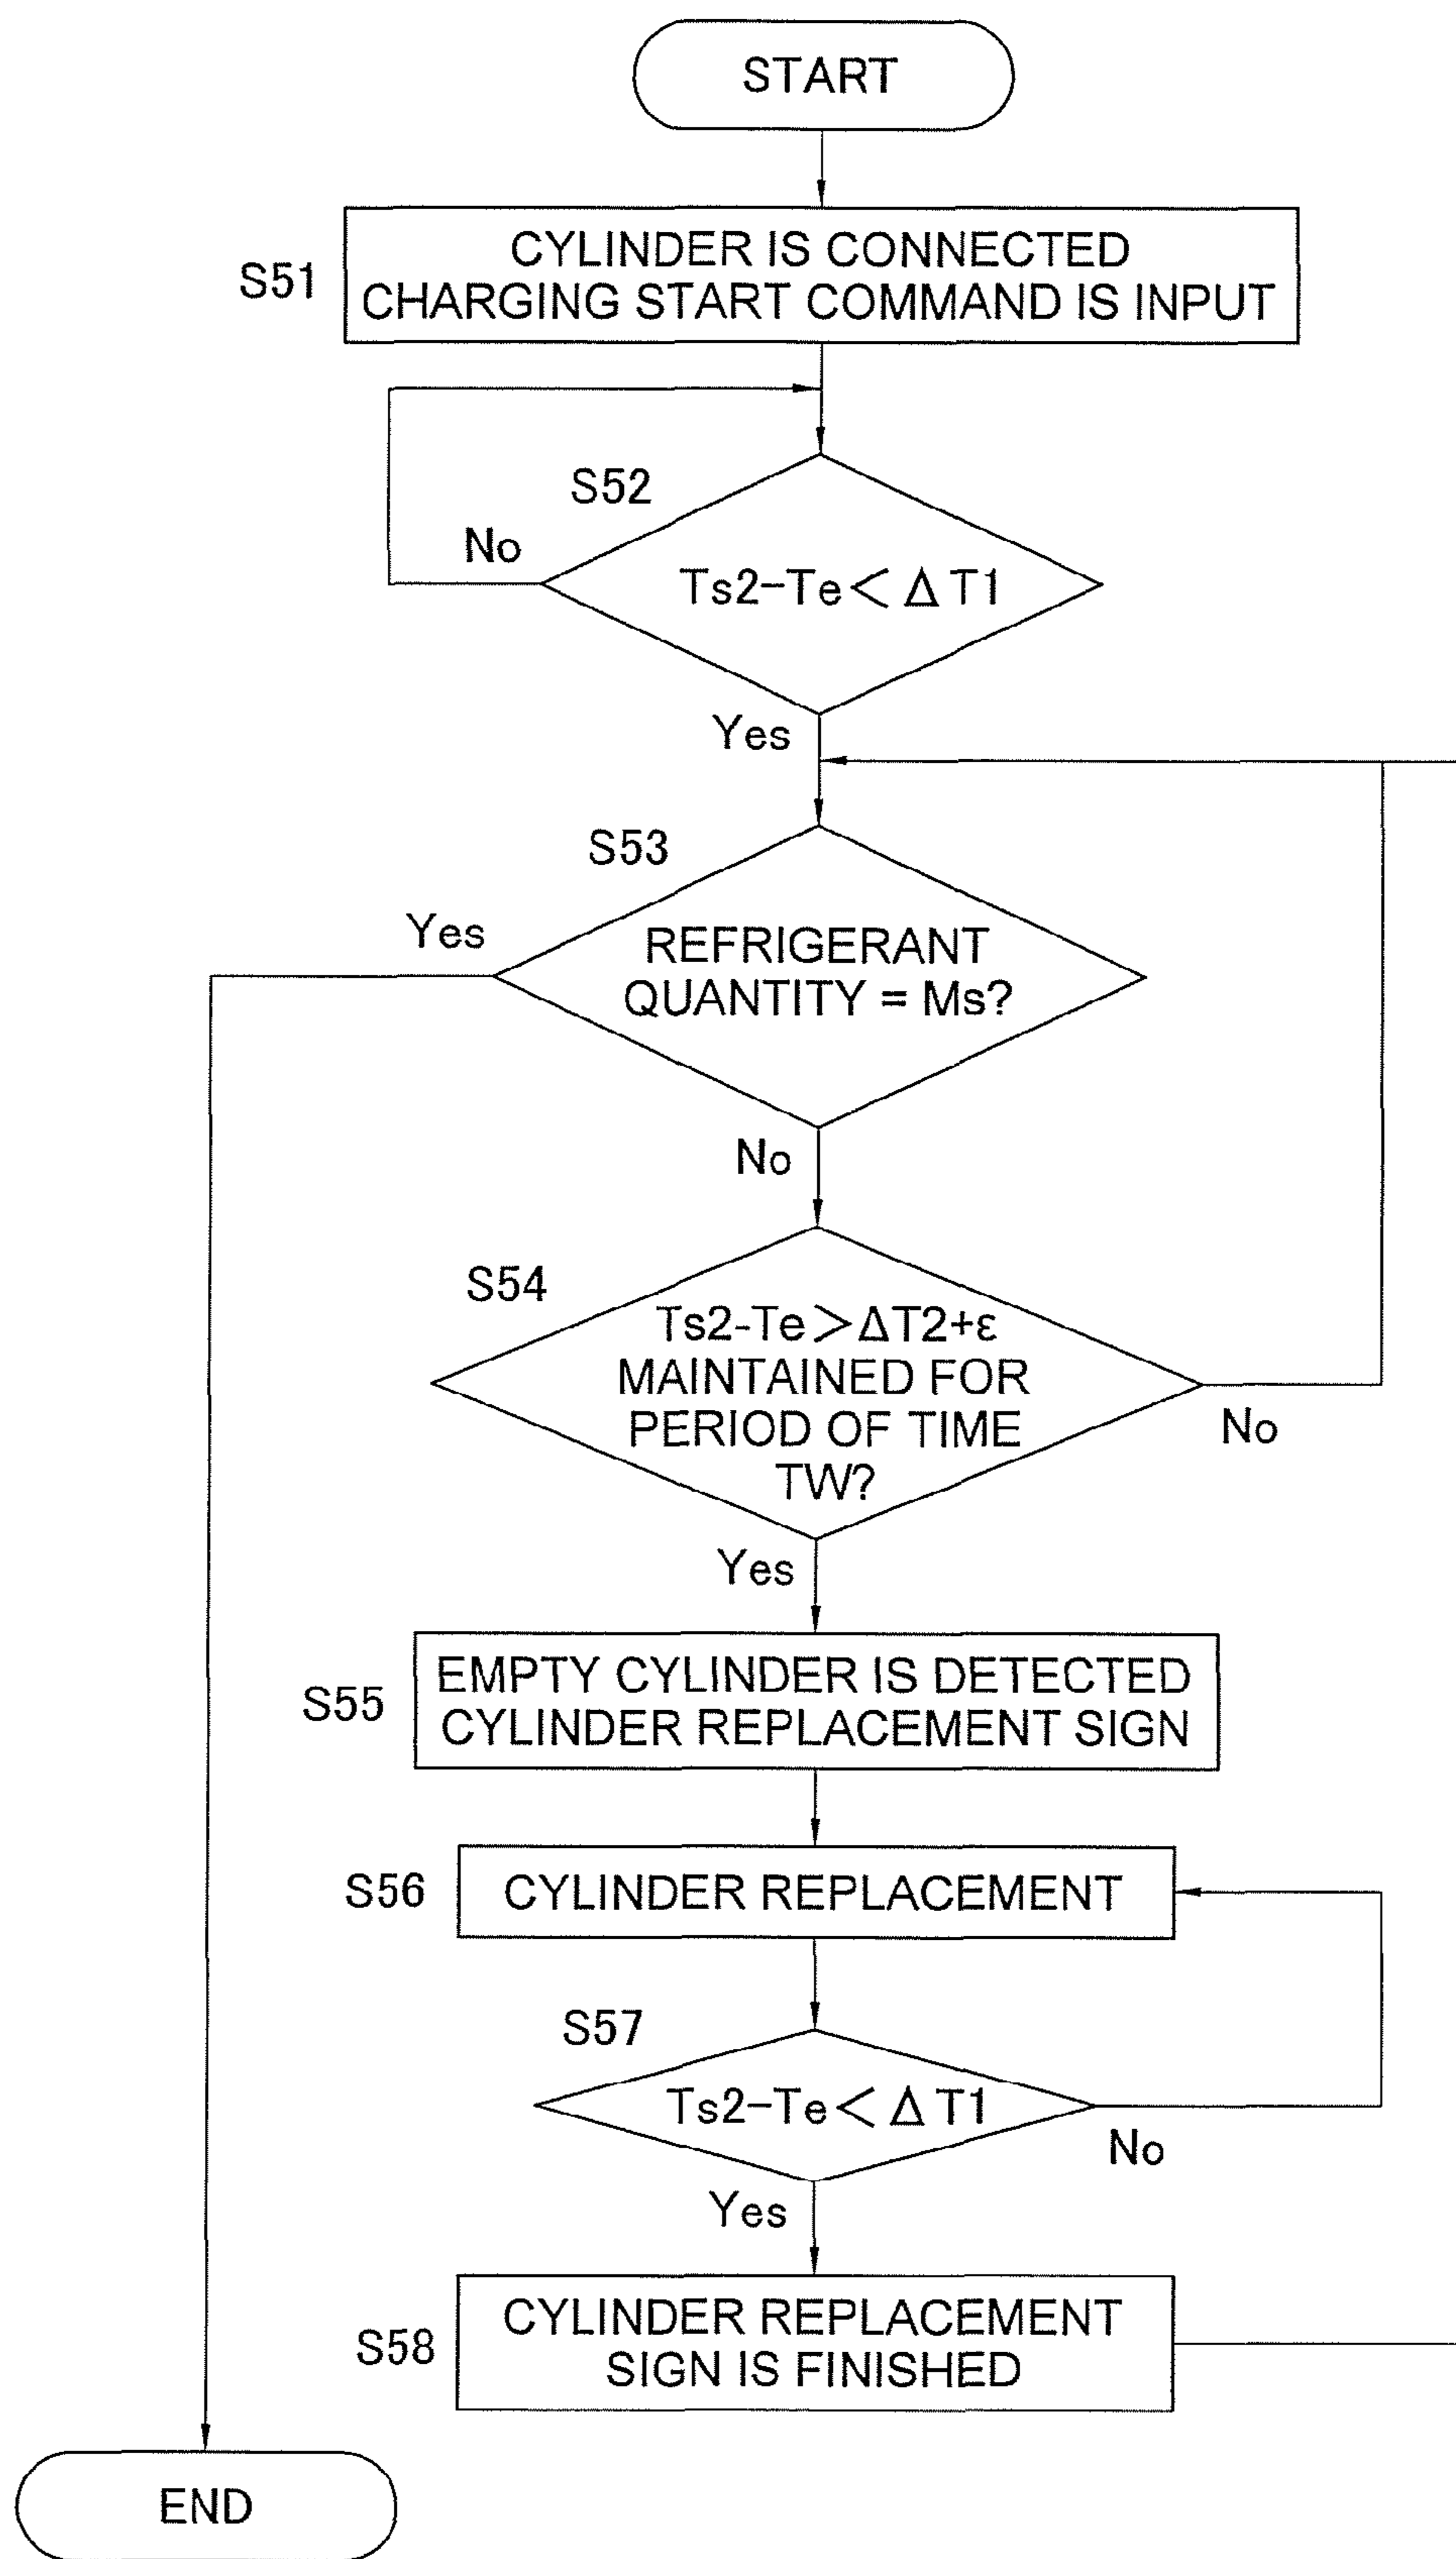 START
S51
CYLINDER IS CONNECTED
CHARGING START COMMAND IS INPUT
S52
No
Ts2-Te<ΔT1
Yes
S53
Yes
REFRIGERANT
QUANTITY = Ms?
No
S54
Ts2-Te>ΔT2+ε
MAINTAINED FOR
PERIOD OF TIME
TW?
No
Yes
S55
EMPTY CYLINDER IS DETECTED
CYLINDER REPLACEMENT SIGN
S56
CYLINDER REPLACEMENT
S57
Ts2-Te<ΔT1
No
Yes
S58
CYLINDER REPLACEMENT
SIGN IS FINISHED
END